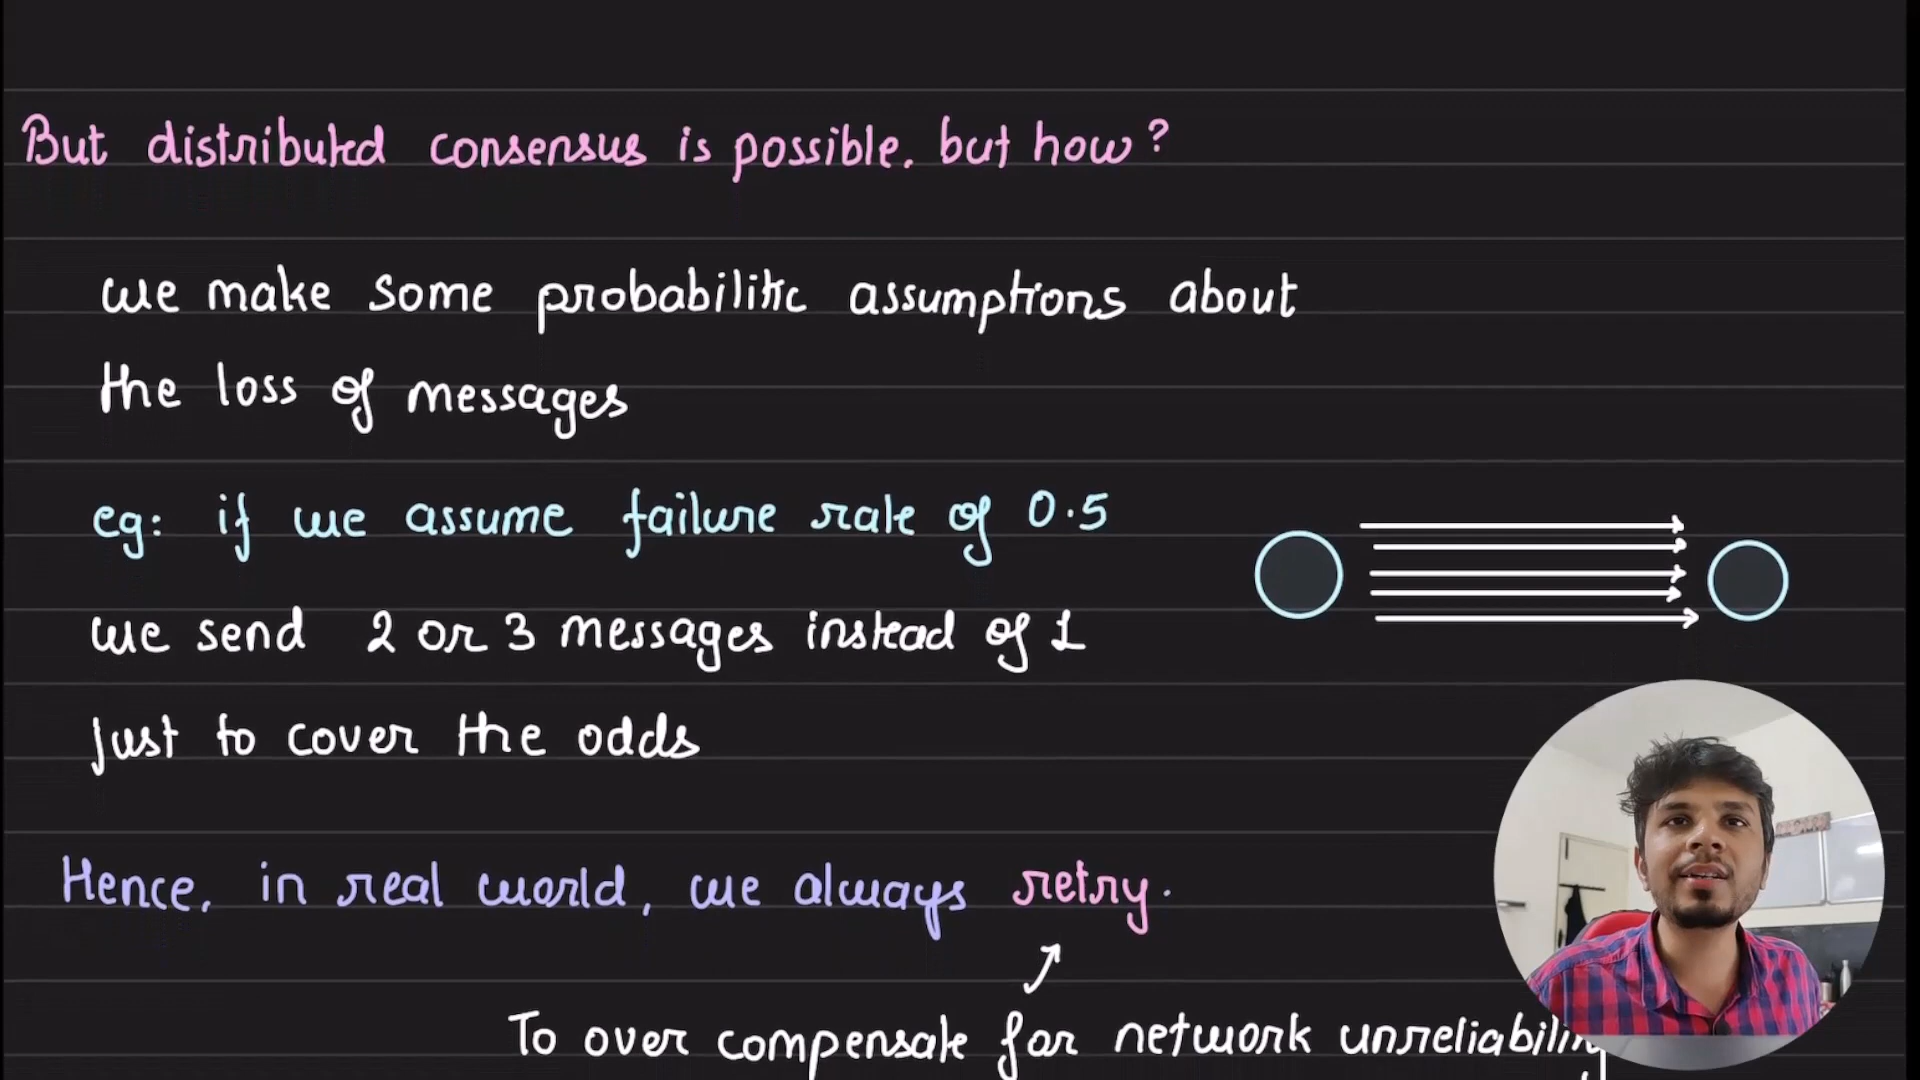 But distributed consensus is possible. but how?
we make some probabilitic assumptions about
the loss of messages
eg: if we assume failure rate of 0.5
we send 2 or 3 messages instead of 1
just to cover the odds
Hence, in real world, we always retry.
To over compensate for network unreliability